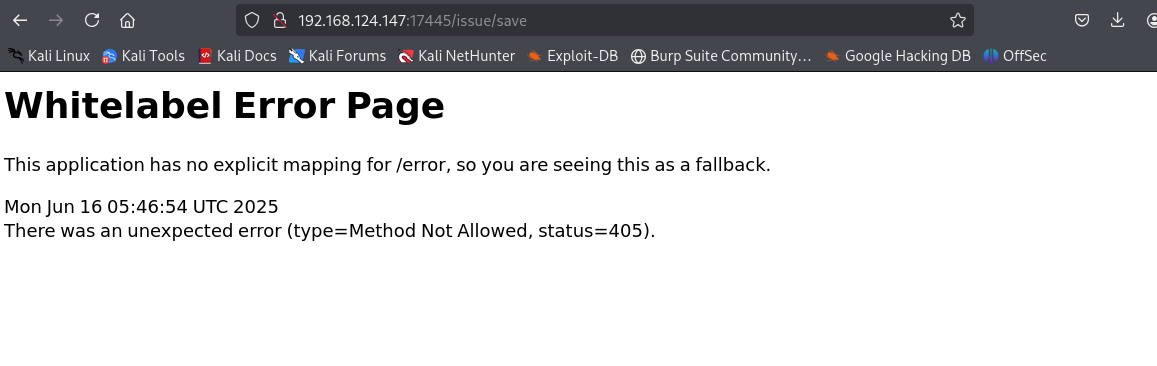 192.168.124.147:17445/issue/save
Kali Linux Kali Tools Kali Docs Kali Forums Kali NetHunter Exploit-DB Burp Suite Community... Google Hacking DB OffSec
Whitelabel Error Page
This application has no explicit mapping for /error, so you are seeing this as a fallback.
Mon Jun 16 05:46:54 UTC 2025
There was an unexpected error (type=Method Not Allowed, status=405).